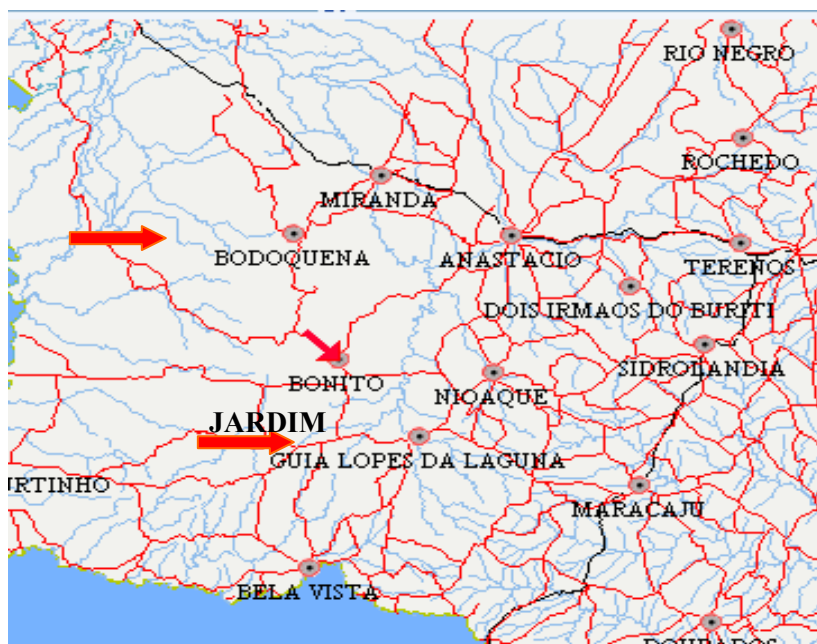 RIO NEGRO
ROCHEDO
MIRANDA
BODOQUENA
ANASTACIO
TERENOS
DOIS IRMAOS DO BURITI
SIDROLANDIA
BONITO
NIOAQUE
JARDIM
GUIA LOPES DA LAGUNA
URTINHO
MARACAJU
BELA VISTA